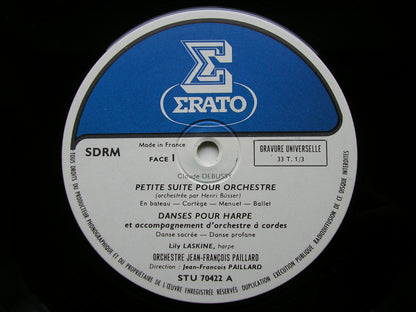 ΣRATO
SDRM
Made in France
FACE 1
GRAVURE UNIVERSELLE
33 T. 1/3
Claude DEBUSSY
PETITE SUITE POUR ORCHESTRE
(orchestrée par Henri Büsser)
En bateau — Cortège — Menuet — Ballet
DANSES POUR HARPE
et accompagnement d'orchestre à cordes
Danse sacrée — Danse profane
Lily LASKINE, harpe
ORCHESTRE JEAN-FRANÇOIS PAILLARD
Direction : Jean-François PAILLARD
STU 70422 A
TOUS DROITS DU PRODUCTEUR PHONOGRAPHIQUE ET DU PROPRIÉTAIRE DE L'ŒUVRE ENREGISTRÉE RÉSERVÉS. DUPLICATION EXÉCUTION PUBLIQUE RADIODIFFUSION DE CE DISQUE INTERDITES